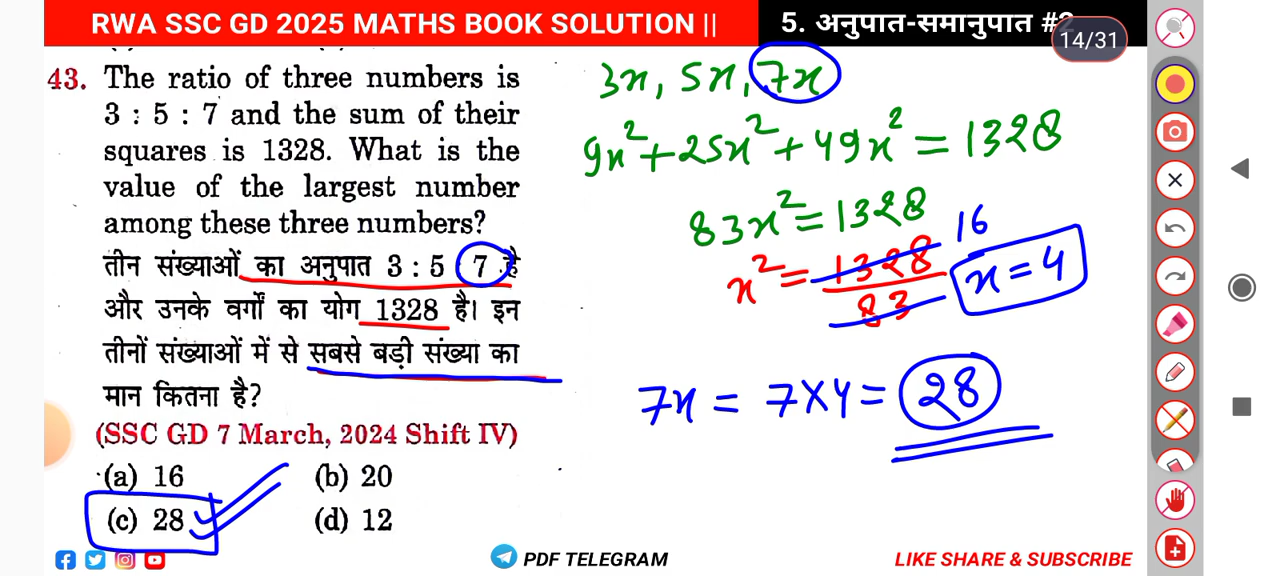 RWA SSC GD 2025 MATHS BOOK SOLUTION ||
5. अनुपात-समानुपात #2
14/31
43. The ratio of three numbers is
3 : 5 : 7 and the sum of their
squares is 1328. What is the
value of the largest number
among these three numbers?
तीन संख्याओं का अनुपात 3 : 5 7 है
और उनके वर्गों का योग 1328 है। इन
तीनों संख्याओं में से सबसे बड़ी संख्या का
मान कितना है?
(SSC GD 7 March, 2024 Shift IV)
(a) 16 (b) 20
(c) 28 (d) 12
3x, 5x, 7x
9x² + 25x² + 49x² = 1328
83x² = 1328
x² = 1328/83 16
x = 4
7x = 7×4 = 28
PDF TELEGRAM
LIKE SHARE & SUBSCRIBE